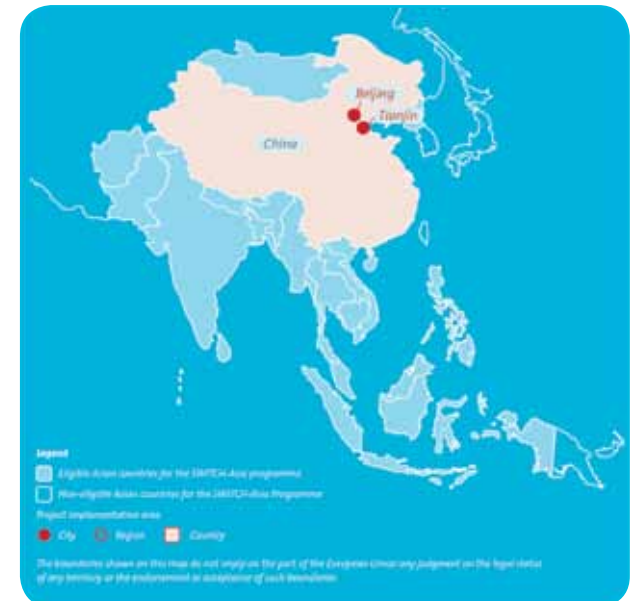 Beijing
Tianjin
China
Legend
Eligible Asian countries for the SWITCH-Asia programme
Non-eligible Asian countries for the SWITCH-Asia Programme
Project implementation area
City Region Country
The boundaries shown on this map do not imply on the part of the European Union any judgment on the legal status
of any territory or the endorsement or acceptance of such boundaries.